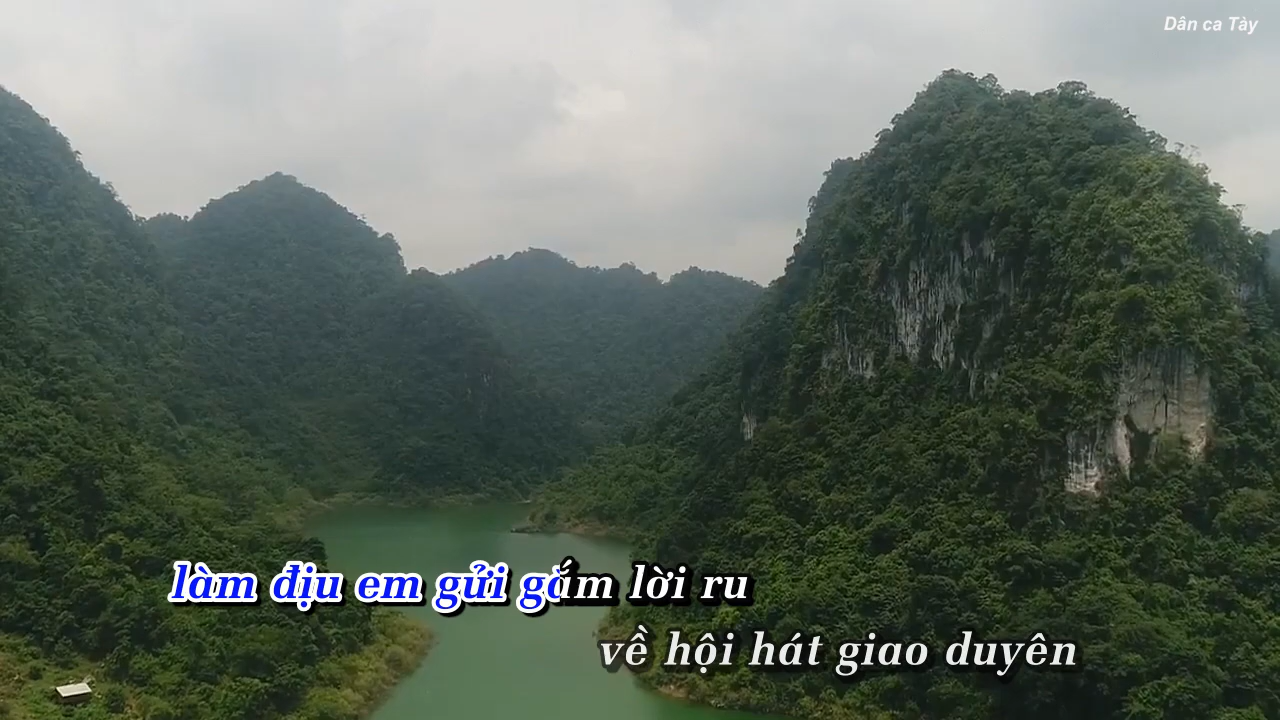 Dân ca Tày
làm địu em gửi gắm lời ru
về hội hát giao duyên